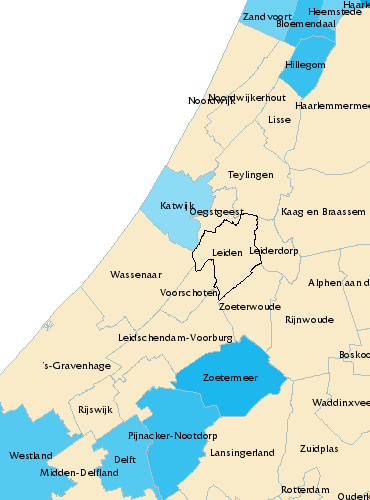 Haarle
Heemstede
Zandvoort
Bloemendaal
Hillegom
Noordwijkerhout
Noordwijk
Haarlemmermee
Lisse
Teylingen
Katwijk
Oegstgeest
Kaag en Braassem
Leiden
Leiderdorp
Wassenaar
Alphen aan d
Voorschoten
Zoeterwoude
Rijnwoude
Leidschendam-Voorburg
Bosko
's-Gravenhage
Zoetermeer
Waddinxvee
Rijswijk
Pijnacker-Nootdorp
Zuidplas
Lansingerland
Westland
Delft
Midden-Delfland
Rotterdam
Ouderk